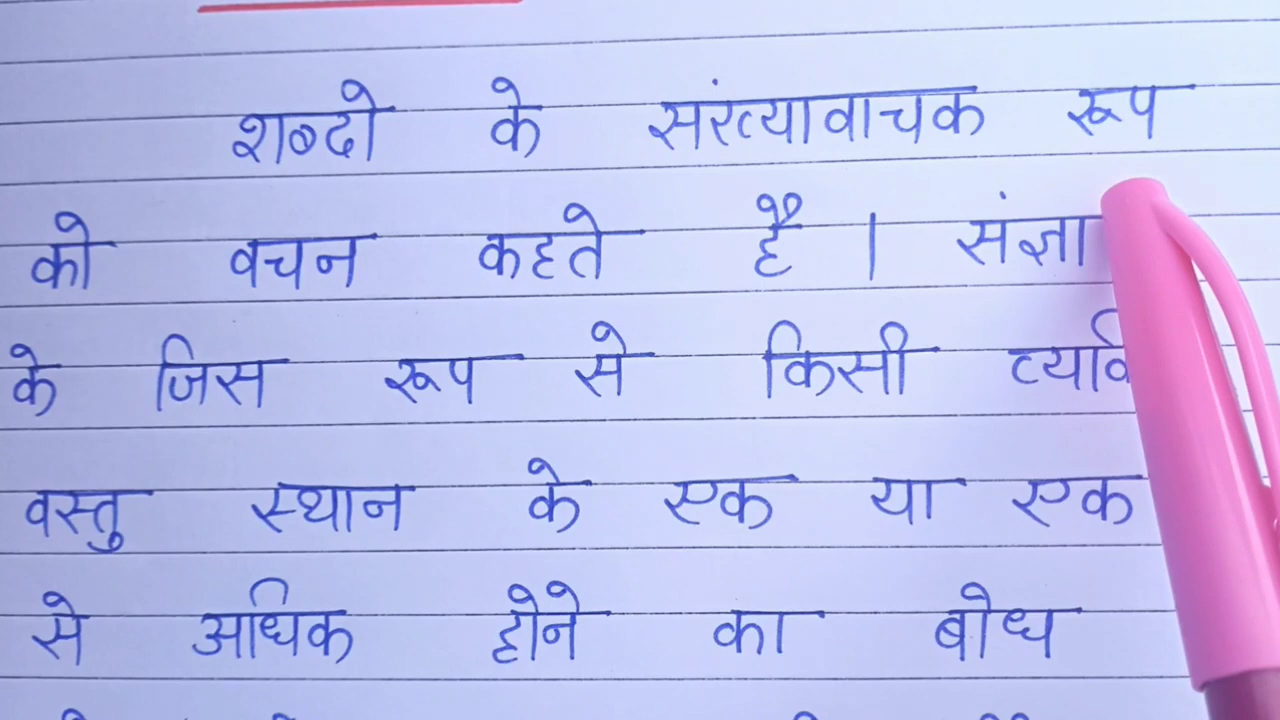 शब्दो के संख्यावाचक रूप
को वचन कहते है । संज्ञा
के जिस रूप से किसी
वस्तु स्थान के एक या एक
से अधिक होने का बोध